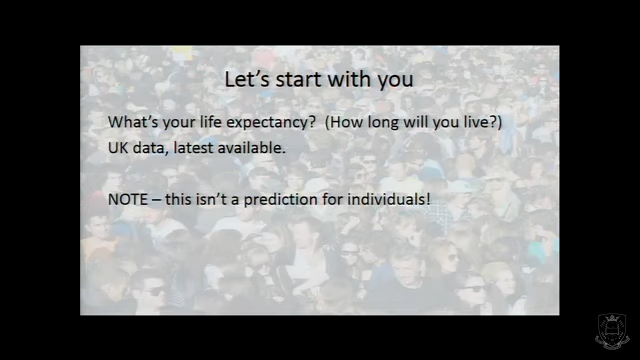 Let's start with you
What's your life expectancy? (How long will you live?)
UK data, latest available.
NOTE – this isn't a prediction for individuals!